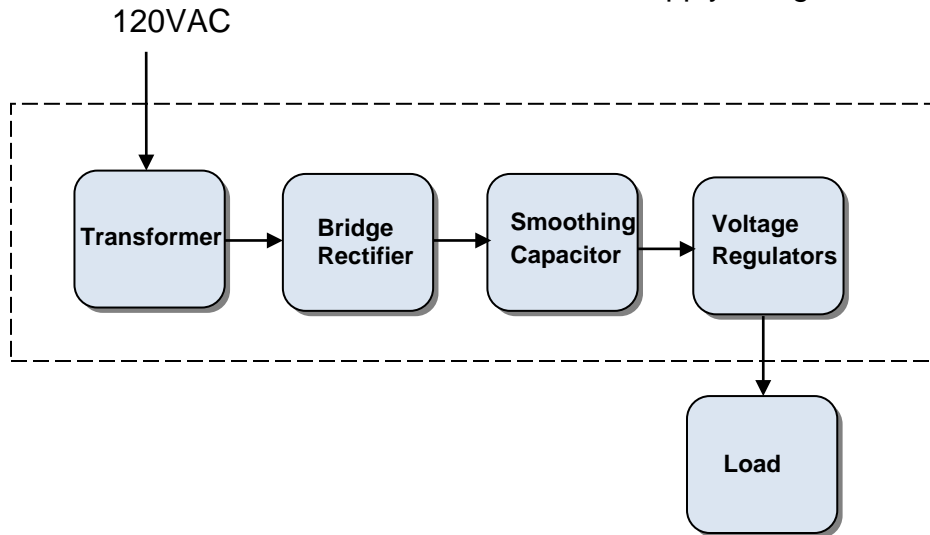 120VAC
Transformer
Bridge
Rectifier
Smoothing
Capacitor
Voltage
Regulators
Load